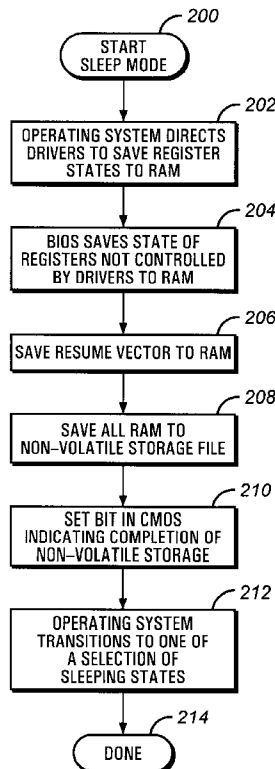 200
START
SLEEP MODE
202
OPERATING SYSTEM DIRECTS
DRIVERS TO SAVE REGISTER
STATES TO RAM
204
BIOS SAVES STATE OF
REGISTERS NOT CONTROLLED
BY DRIVERS TO RAM
206
SAVE RESUME VECTOR TO RAM
208
SAVE ALL RAM TO
NON-VOLATILE STORAGE FILE
210
SET BIT IN CMOS
INDICATING COMPLETION OF
NON-VOLATILE STORAGE
212
OPERATING SYSTEM
TRANSITIONS TO ONE OF
A SELECTION OF
SLEEPING STATES
214
DONE